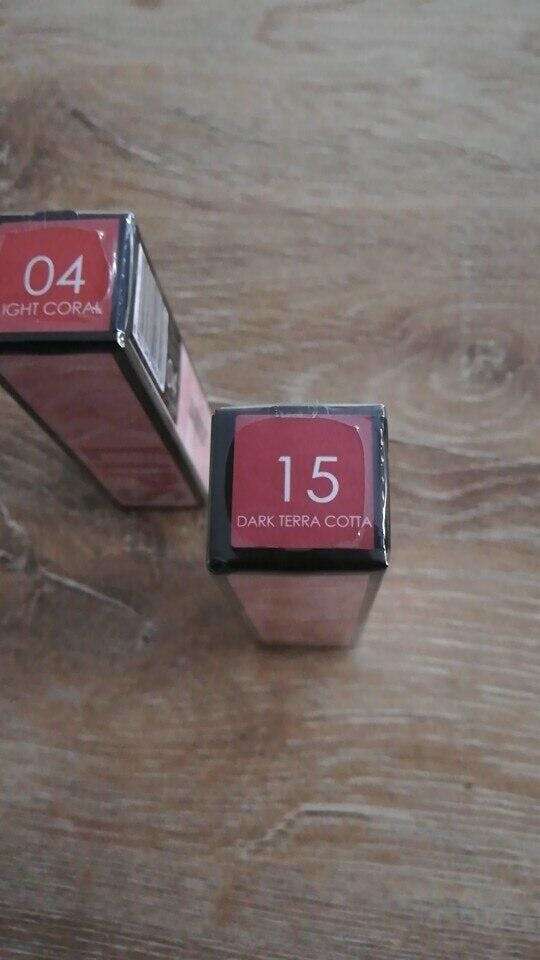 04
IGHT CORAL
15
DARK TERRA COTTA